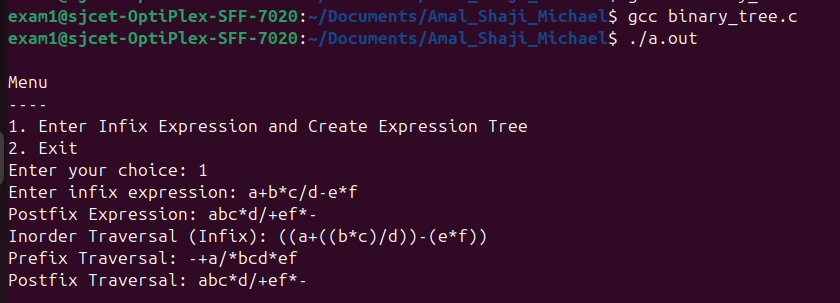 exam1@sjcet-OptiPlex-SFF-7020:~/Documents/Amal_Shaji_Michael$ gcc binary_tree.c
exam1@sjcet-OptiPlex-SFF-7020:~/Documents/Amal_Shaji_Michael$ ./a.out
Menu
----
1. Enter Infix Expression and Create Expression Tree
2. Exit
Enter your choice: 1
Enter infix expression: a+b*c/d-e*f
Postfix Expression: abc*d/+ef*-
Inorder Traversal (Infix): ((a+((b*c)/d))-(e*f))
Prefix Traversal: -+a/*bcd*ef
Postfix Traversal: abc*d/+ef*-